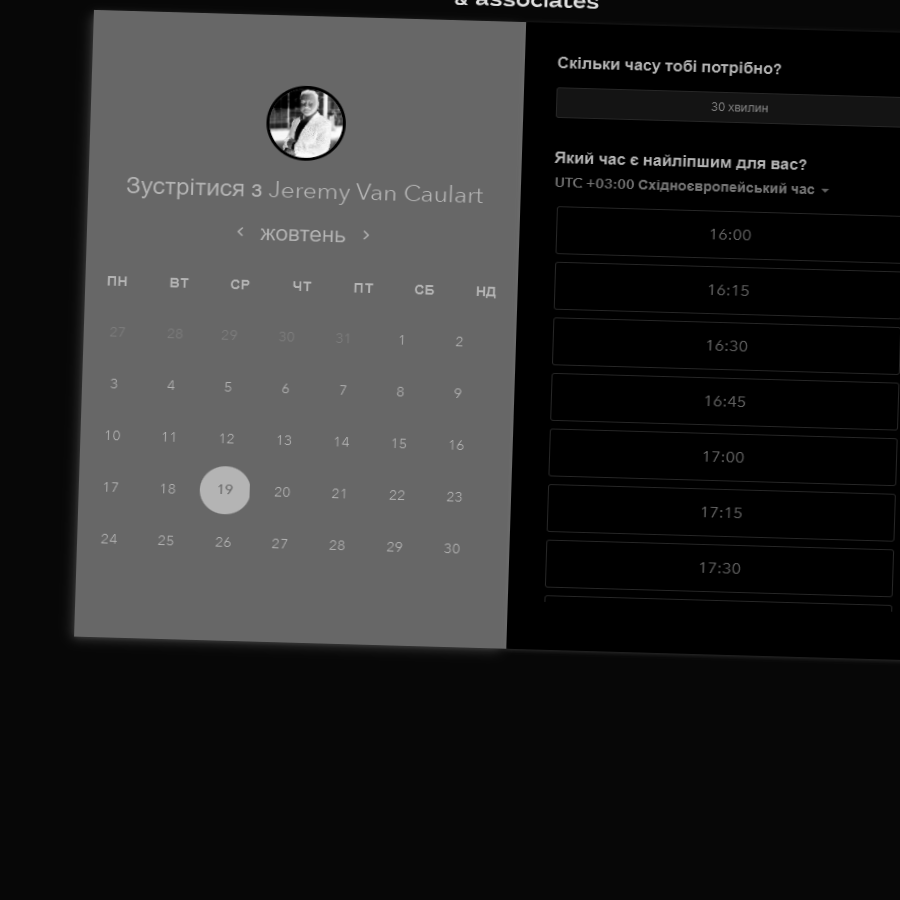 & associates
Зустрітися з Jeremy Van Caulart
‹ жовтень ›
ПН ВТ СР ЧТ ПТ СБ НД
27 28 29 30 31 1 2
3 4 5 6 7 8 9
10 11 12 13 14 15 16
17 18 19 20 21 22 23
24 25 26 27 28 29 30
Скільки часу тобі потрібно?
30 хвилин
Який час є найліпшим для вас?
UTC +03:00 Східноєвропейський час
16:00
16:15
16:30
16:45
17:00
17:15
17:30